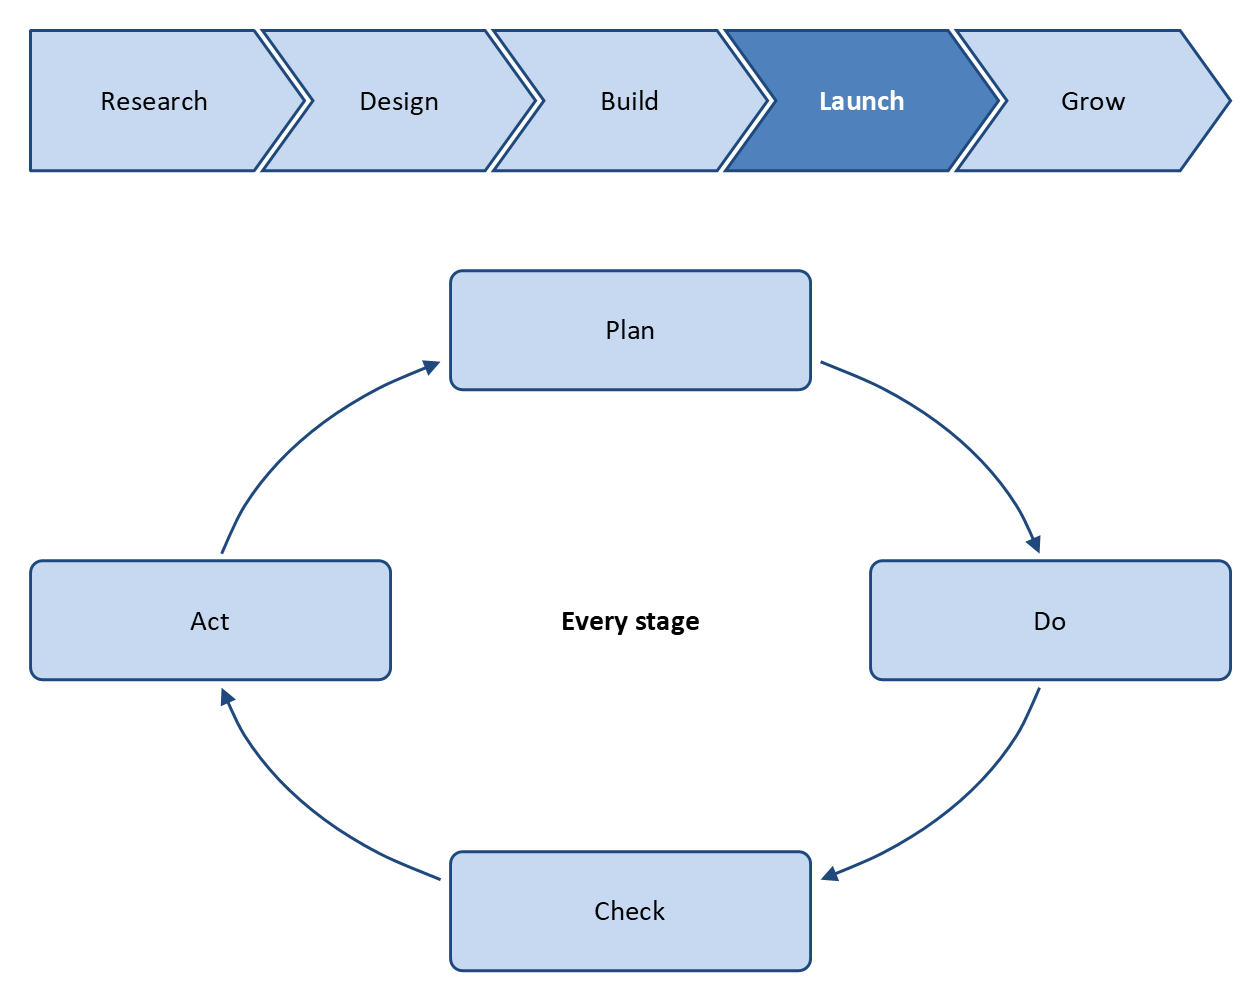 Research
Design
Build
Launch
Grow
Plan
Act
Every stage
Do
Check